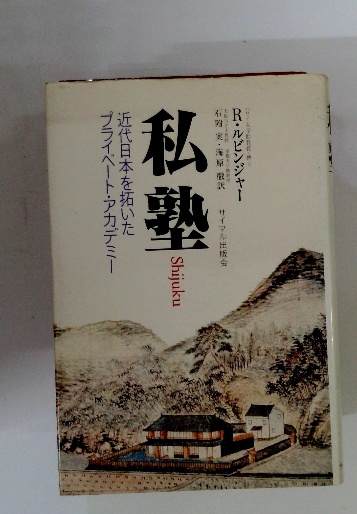 R・ルビンジャー
石附 実・海原 徹訳
サイマル出版会
私塾
Shijuku
近代日本を拓いた
プライベート・アカデミー